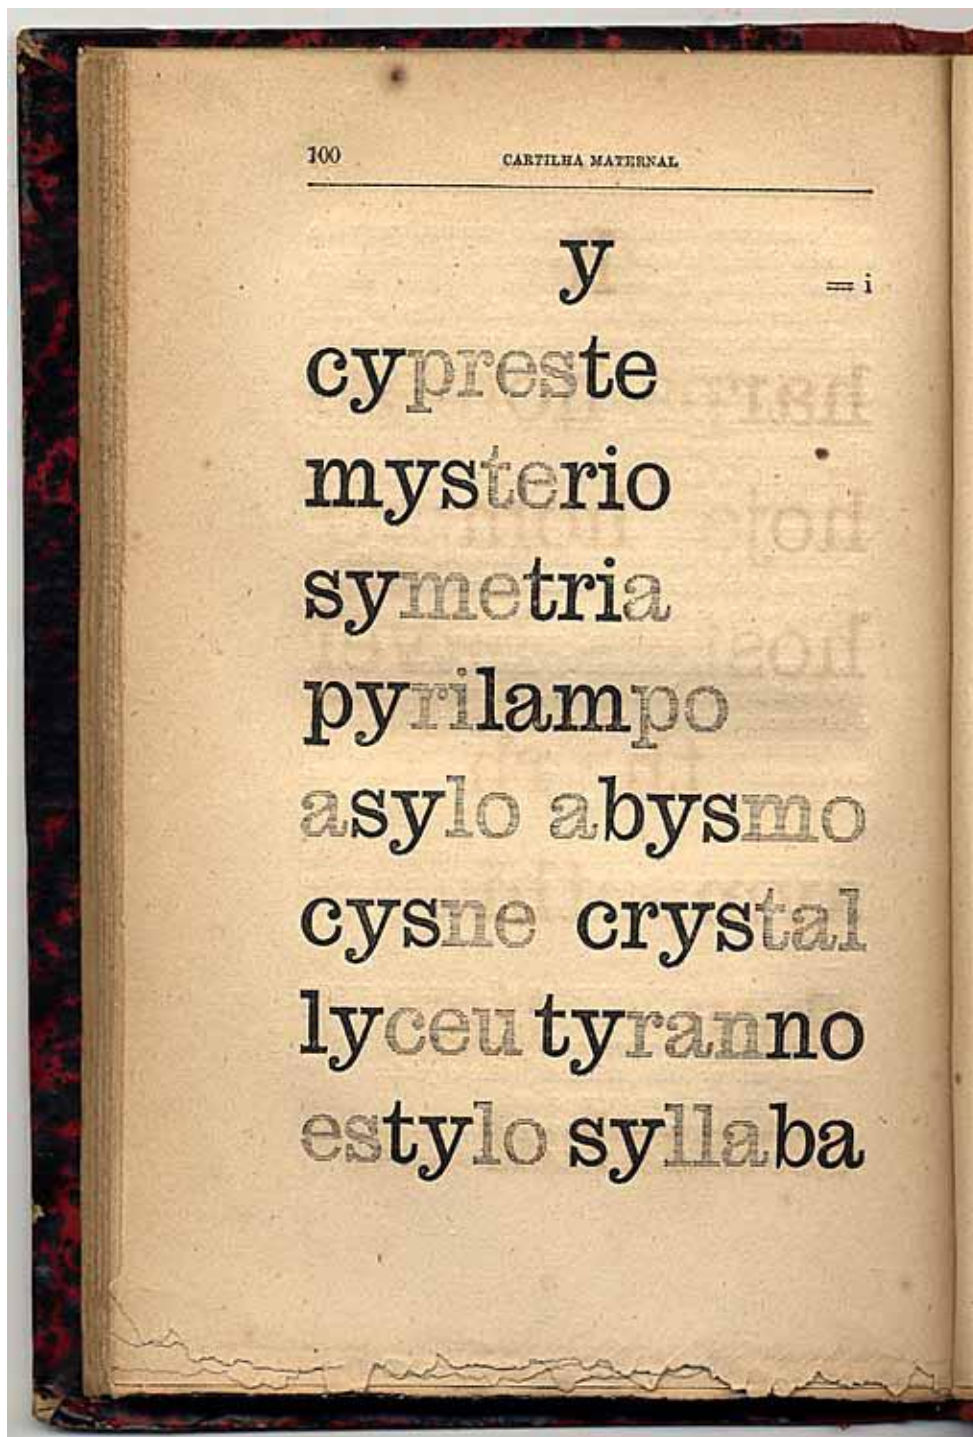 100 CARTILHA MATERNAL
y = i
cypreste
mysterio
symetria
pyrilampo
asylo abysmo
cysne crystal
lyceu tyranno
estylo syllaba